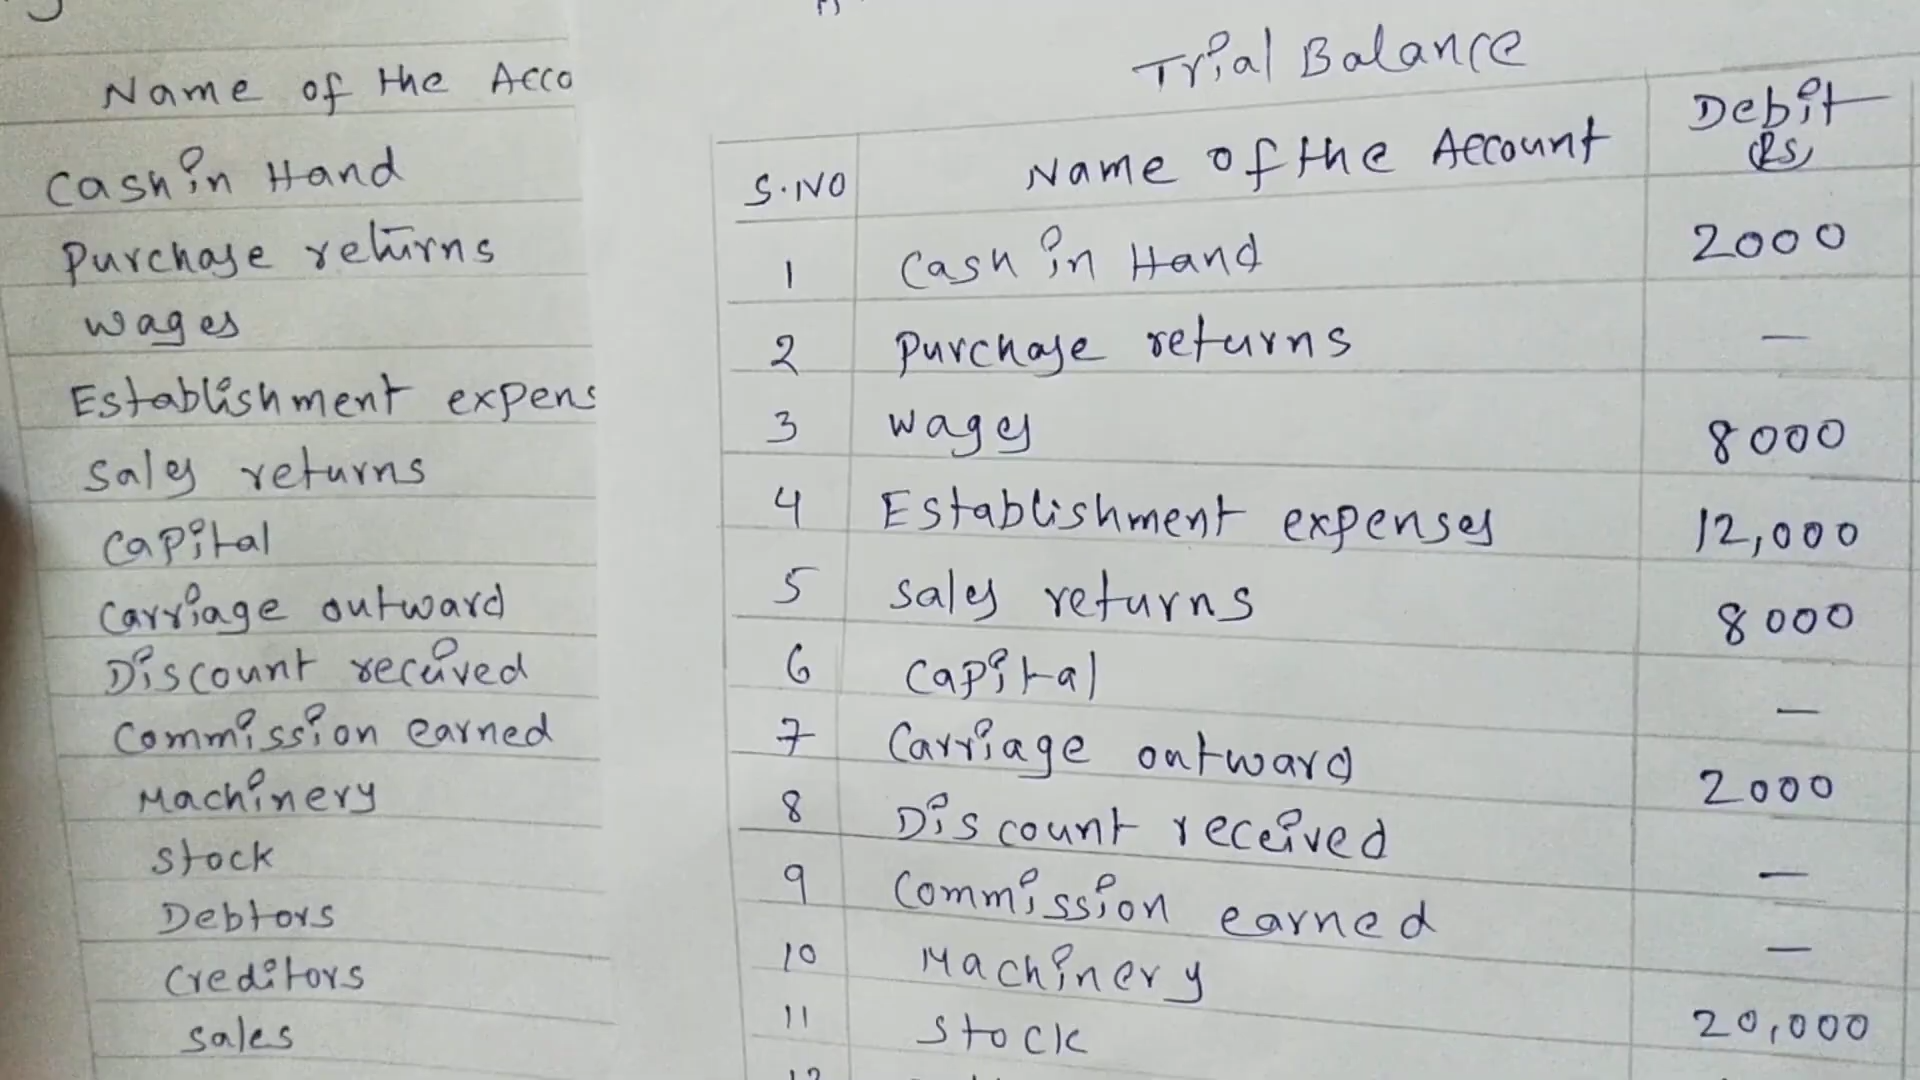 Name of the Acco
Cash in Hand
Purchase returns
Wages
Establishment expens
Sales returns
Capital
Carriage outward
Discount received
Commission earned
Machinery
Stock
Debtors
Creditors
Sales
Trial Balance
S.NO Name of the Account Debit (Rs)
1 Cash in Hand 2000
2 Purchase returns —
3 Wages 8000
4 Establishment expenses 12,000
5 Sales returns 8000
6 Capital —
7 Carriage outward 2000
8 Discount received —
9 Commission earned —
10 Machinery 20,000
11 Stock
12